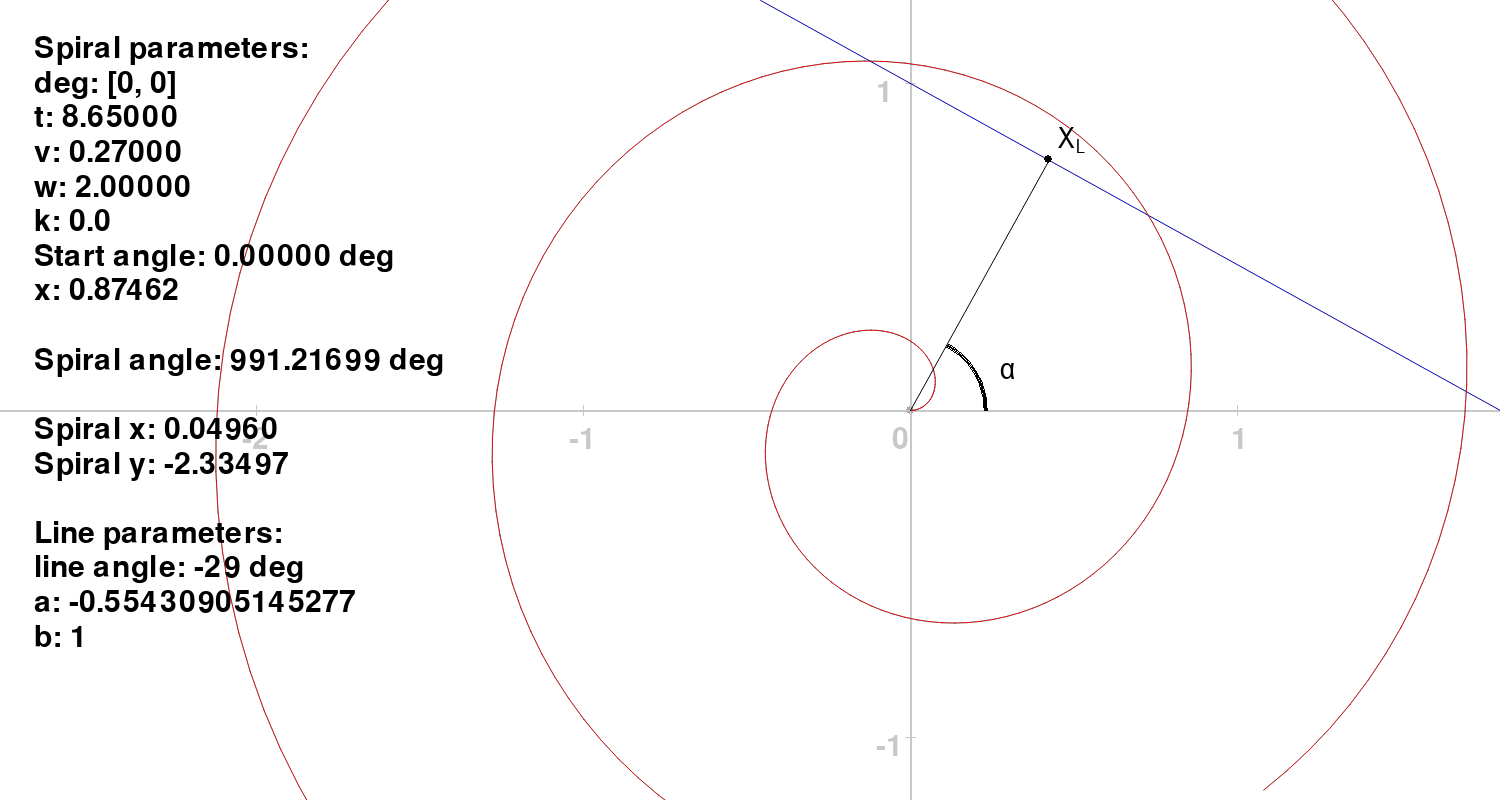 Spiral parameters:
deg: [0, 0]
t: 8.65000
v: 0.27000
w: 2.00000
k: 0.0
Start angle: 0.00000 deg
x: 0.87462
Spiral angle: 991.21699 deg
Spiral x: 0.04960
Spiral y: -2.33497
Line parameters:
line angle: -29 deg
a: -0.55430905145277
b: 1
1
XL
α
-2
-1
0
1
-1